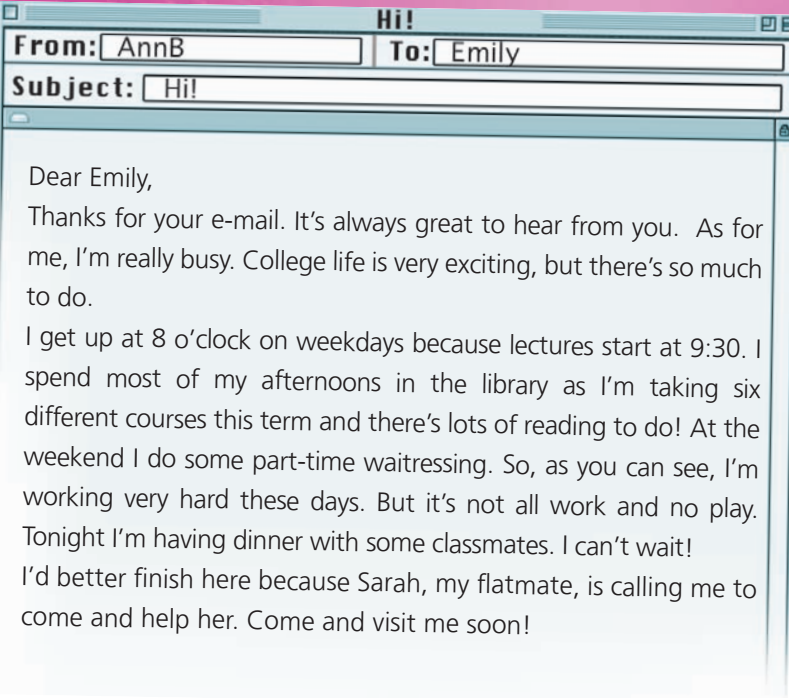 Hi!
From: AnnB To: Emily
Subject: Hi!
Dear Emily,
Thanks for your e-mail. It's always great to hear from you. As for
me, I'm really busy. College life is very exciting, but there's so much
to do.
I get up at 8 o'clock on weekdays because lectures start at 9:30. I
spend most of my afternoons in the library as I'm taking six
different courses this term and there's lots of reading to do! At the
weekend I do some part-time waitressing. So, as you can see, I'm
working very hard these days. But it's not all work and no play.
Tonight I'm having dinner with some classmates. I can't wait!
I'd better finish here because Sarah, my flatmate, is calling me to
come and help her. Come and visit me soon!